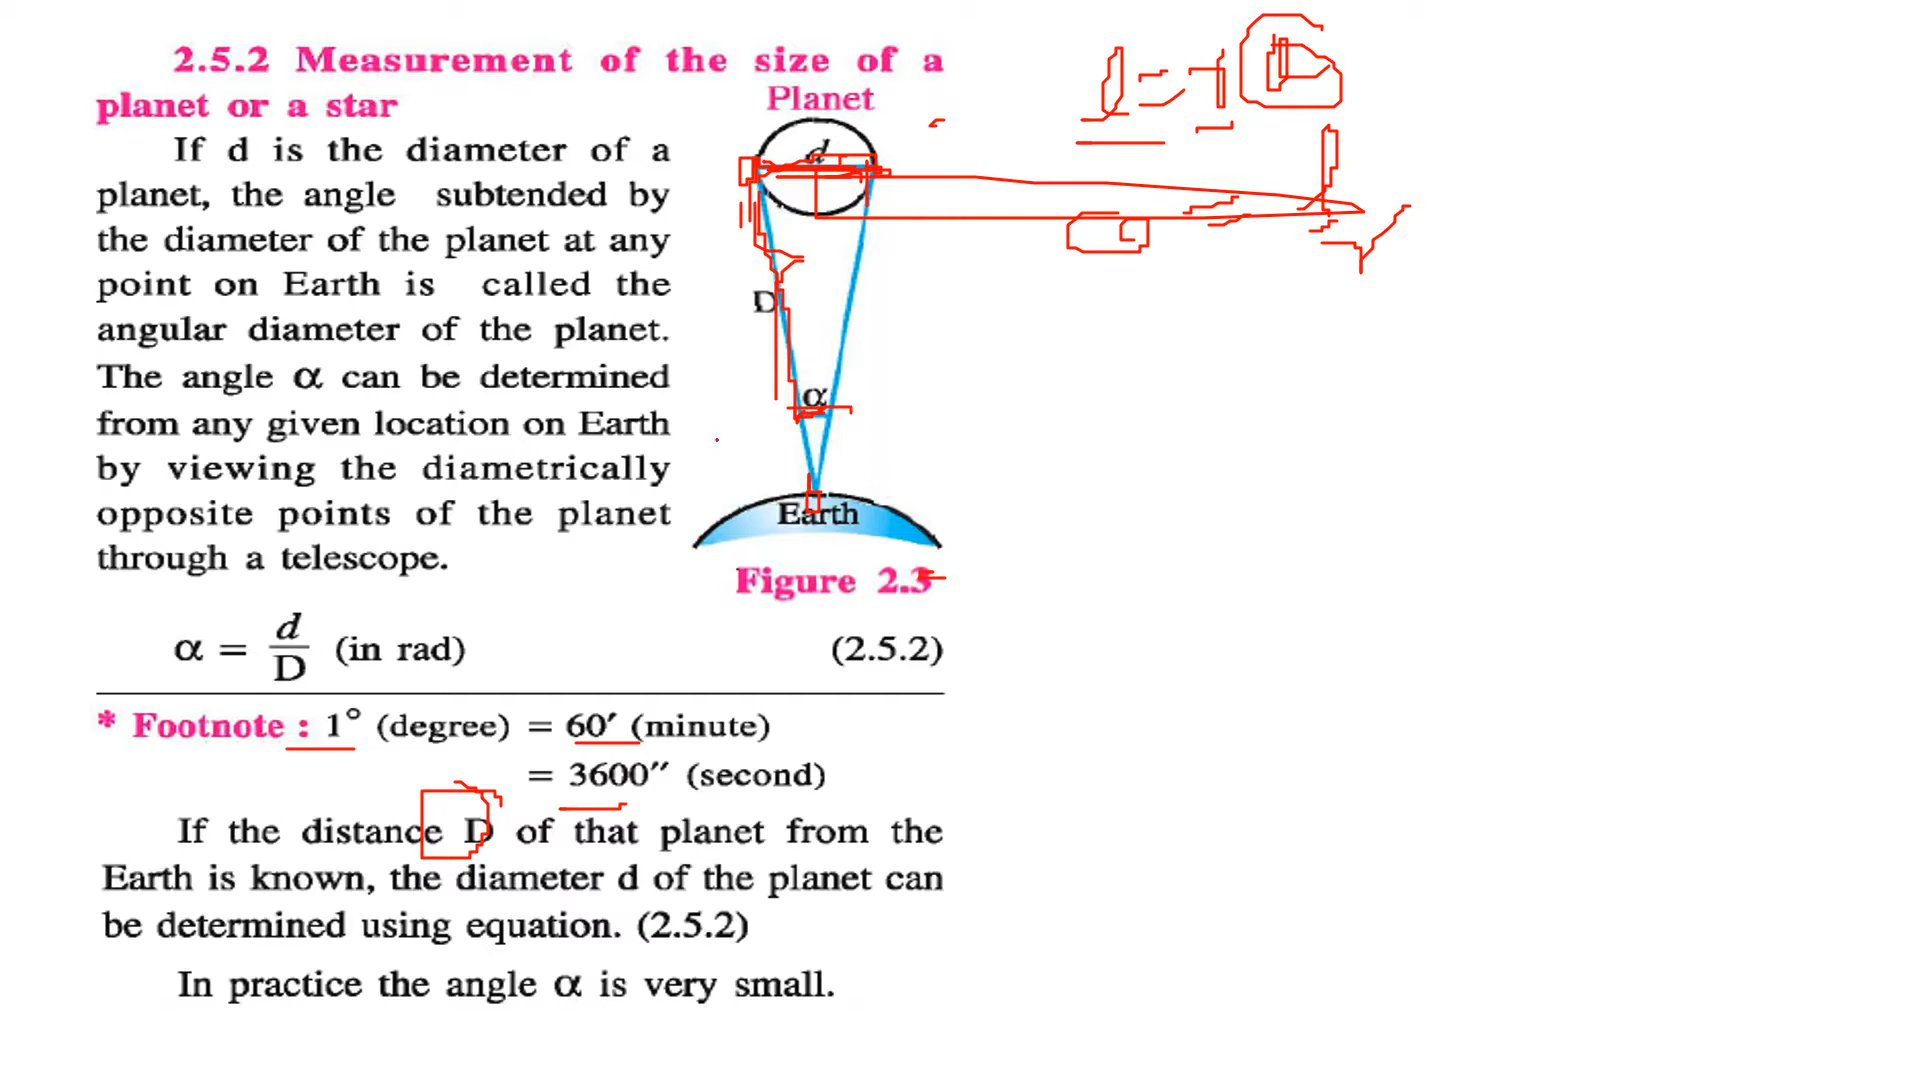 2.5.2 Measurement of the size of a
planet or a star
If d is the diameter of a
planet, the angle subtended by
the diameter of the planet at any
point on Earth is called the
angular diameter of the planet.
The angle α can be determined
from any given location on Earth
by viewing the diametrically
opposite points of the planet
through a telescope.
Planet
d
D
α
Earth
Figure 2.3
α = d/D (in rad) (2.5.2)
* Footnote : 1° (degree) = 60′ (minute)
= 3600″ (second)
If the distance D of that planet from the
Earth is known, the diameter d of the planet can
be determined using equation. (2.5.2)
In practice the angle α is very small.